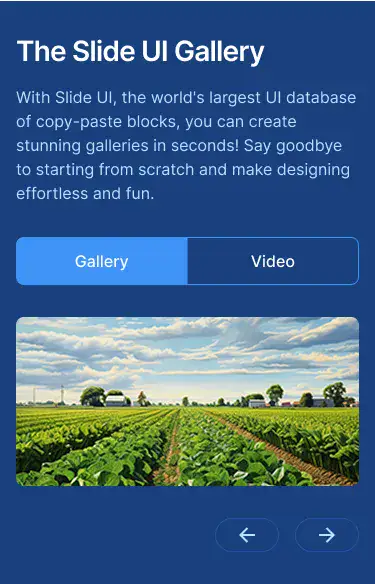 The Slide UI Gallery
With Slide UI, the world's largest UI database
of copy-paste blocks, you can create
stunning galleries in seconds! Say goodbye
to starting from scratch and make designing
effortless and fun.
Gallery
Video